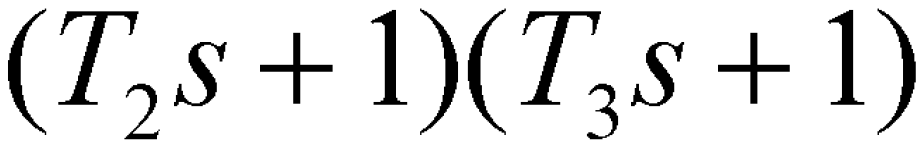 (T₂s + 1)(T₃s + 1)